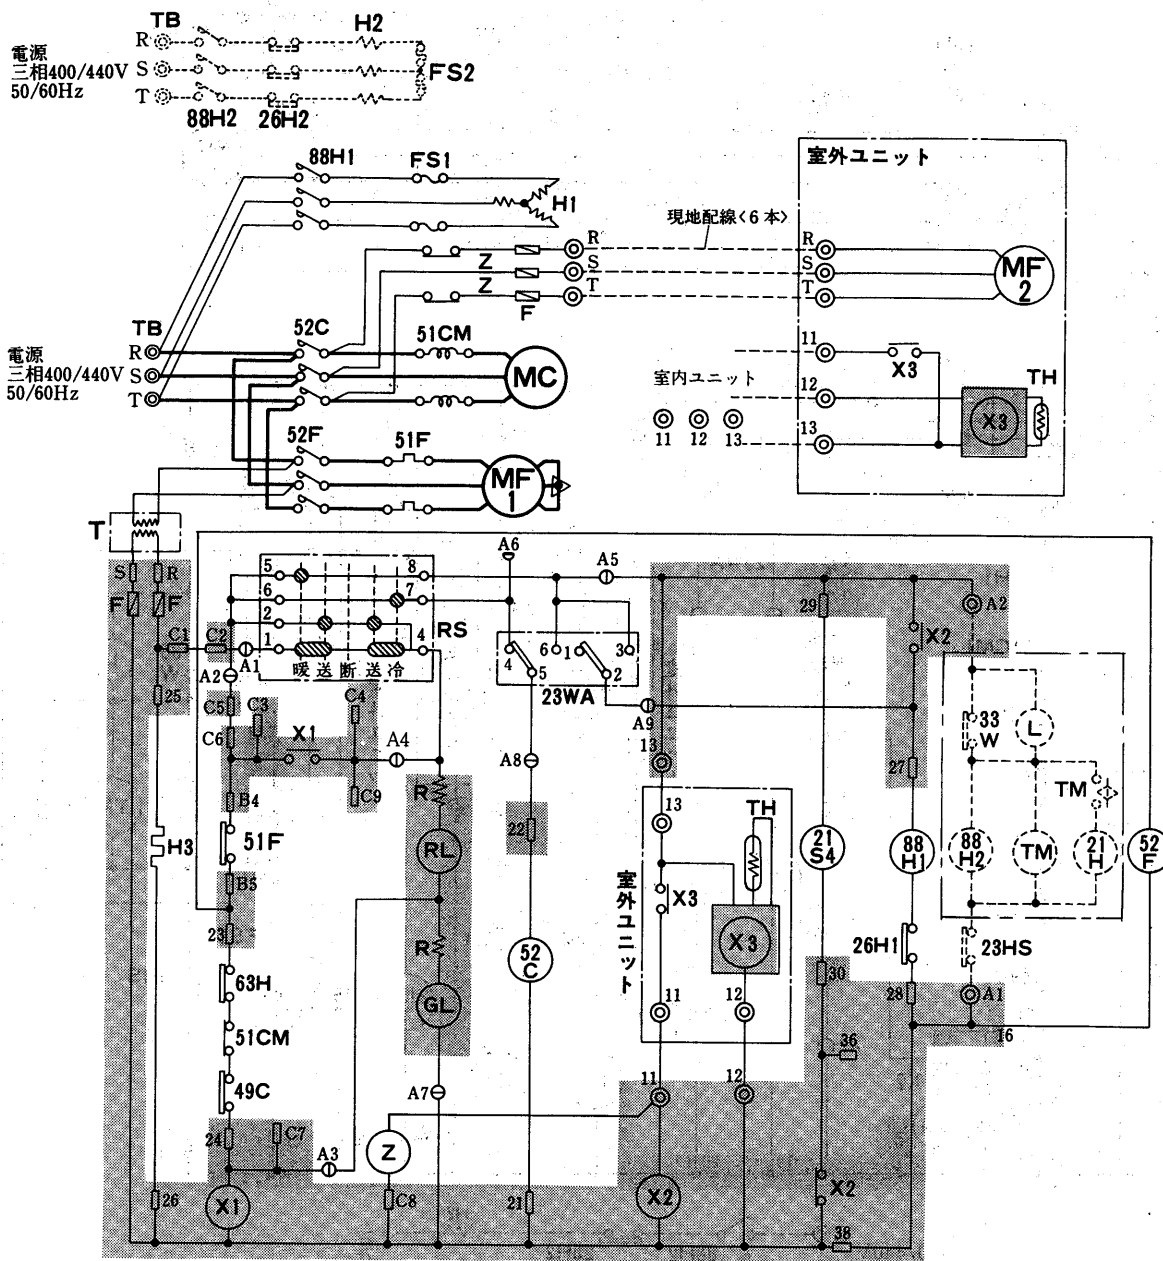 TB
H2
電源
三相400/440V
50/60Hz
R
S
T
FS2
88H2
26H2
88H1
FS1
H1
室外ユニット
現地配線<6本>
R
S
T
Z
Z
F
R
S
T
MF
2
TB
52C
51CM
電源
三相400/440V
50/60Hz
R
S
T
MC
11
X3
室内ユニット
12
TH
X3
11
12
13
13
52F
51F
MF
1
T
S
R
F
F
5
6
2
1
8
7
4
RS
暖送断送冷
A6
A5
4
5
6
1
2
3
23WA
C1
C2
A1
A2
25
C5
C6
C3
X1
C4
A4
C9
B4
51F
B5
23
H3
63H
51CM
49C
24
C7
A3
26
X1
R
RL
R
GL
A7
Z
C8
A8
22
52
C
21
A9
13
13
TH
X3
室外ユニット
X3
11
12
11
12
X2
29
21
S4
30
36
X2
38
X2
27
88
H1
26H1
28
A2
33
W
L
TM
88
H2
TM
21
H
23HS
A1
16
52
F